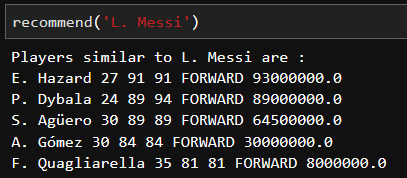 recommend('L. Messi')
Players similar to L. Messi are :
E. Hazard 27 91 91 FORWARD 93000000.0
P. Dybala 24 89 94 FORWARD 89000000.0
S. Agüero 30 89 89 FORWARD 64500000.0
A. Gómez 30 84 84 FORWARD 30000000.0
F. Quagliarella 35 81 81 FORWARD 8000000.0